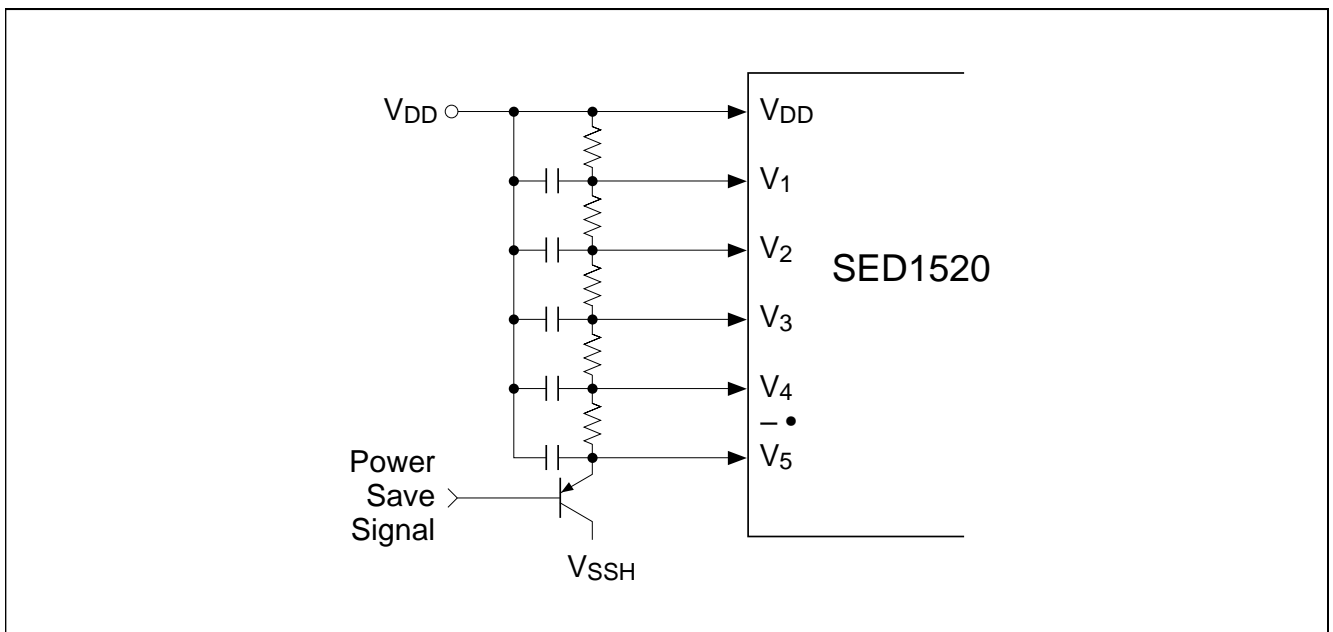 VDD
VDD
V1
V2
SED1520
V3
V4
– •
V5
Power
Save
Signal
VSSH